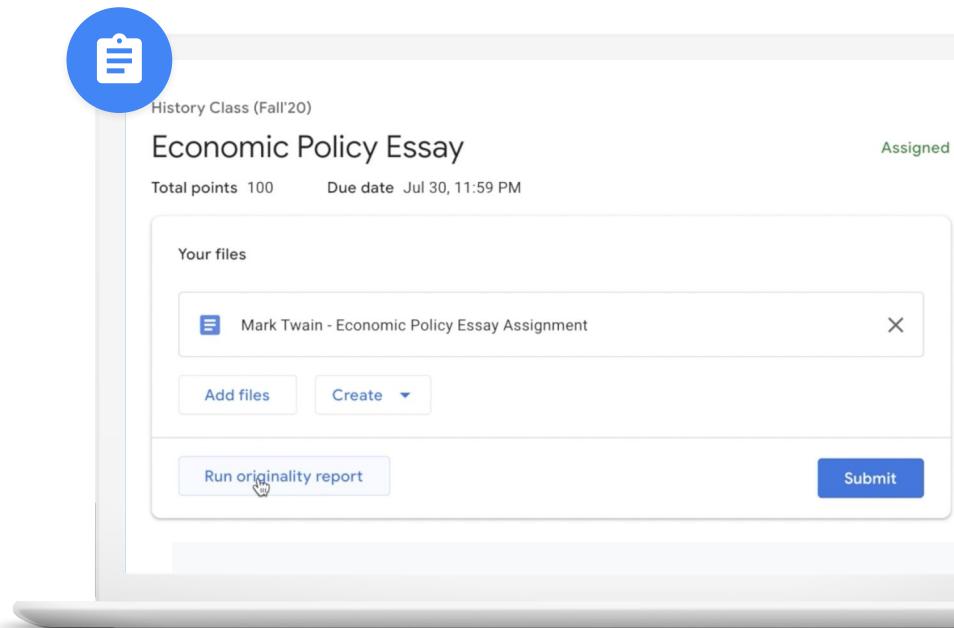 History Class (Fall'20)
Economic Policy Essay
Assigned
Total points 100 Due date Jul 30, 11:59 PM
Your files
Mark Twain - Economic Policy Essay Assignment
Add files Create
Run originality report
Submit